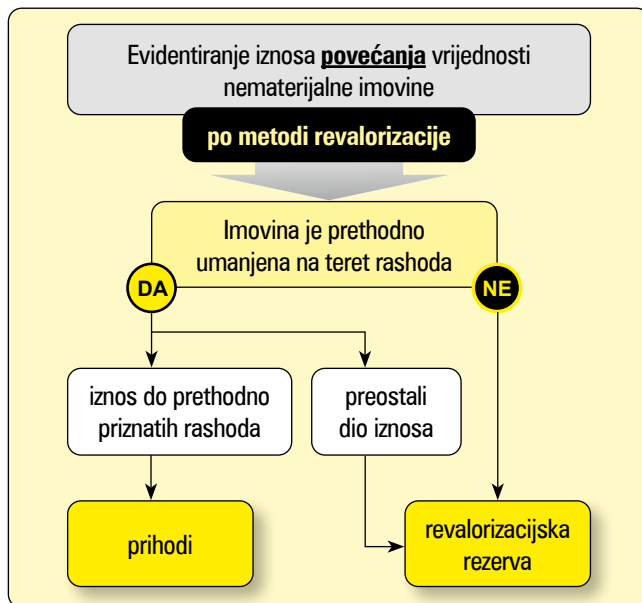 Evidentiranje iznosa povećanja vrijednosti
nematerijalne imovine
po metodi revalorizacije
Imovina je prethodno
umanjena na teret rashoda
DA
NE
iznos do prethodno
priznatih rashoda
preostali
dio iznosa
prihodi
revalorizacijska
rezerva